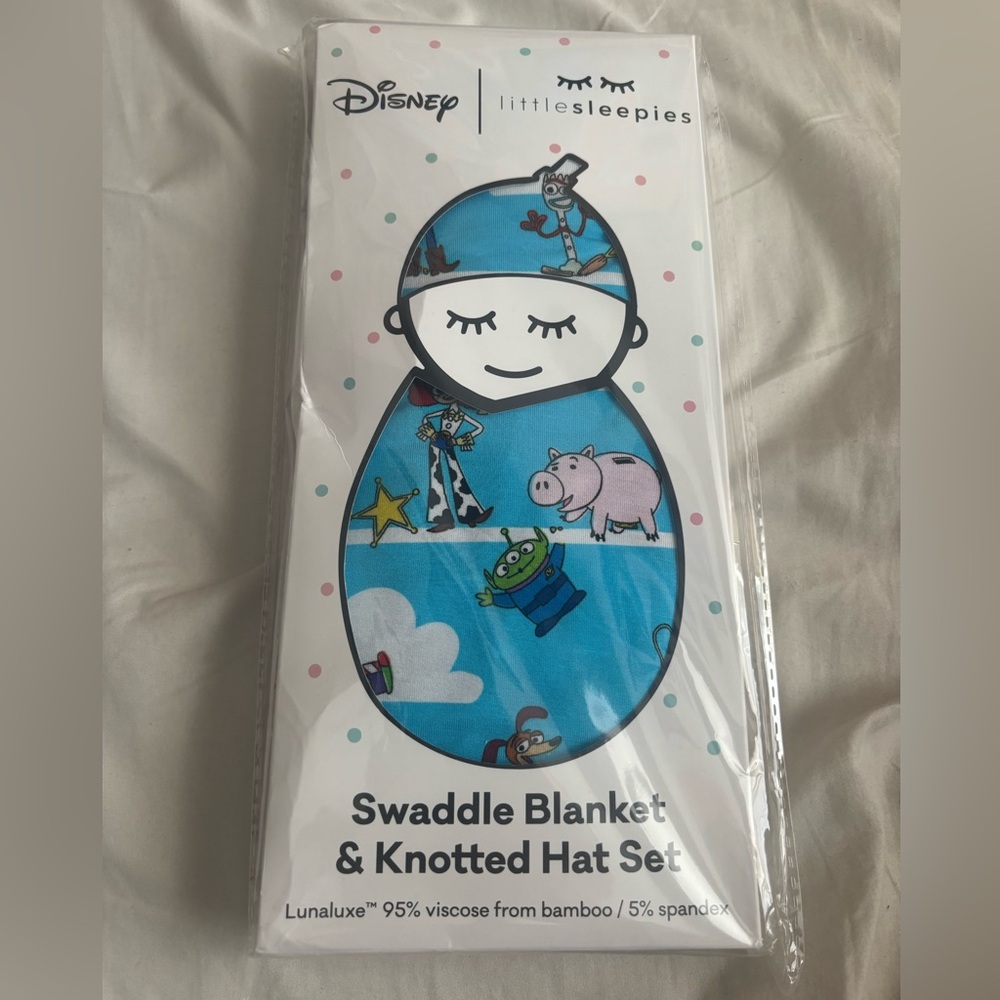 Disney | littlesleepies
Swaddle Blanket
& Knotted Hat Set
Lunaluxe™ 95% viscose from bamboo / 5% spandex